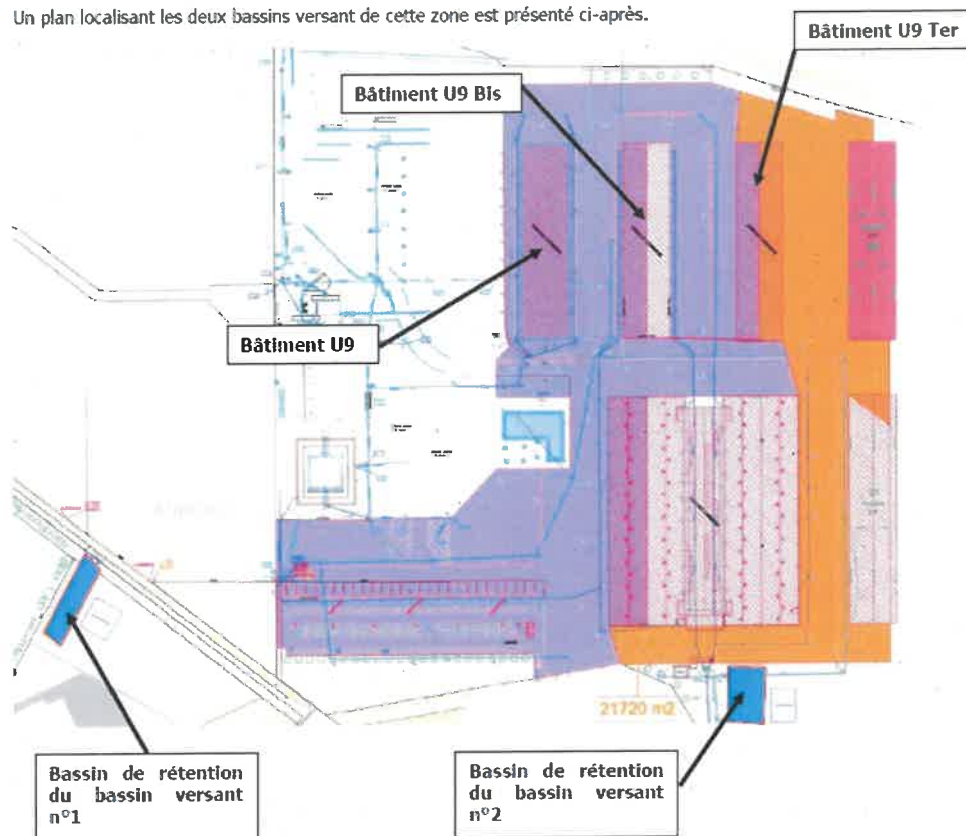 Un plan localisant les deux bassins versant de cette zone est présenté ci-après.
Bâtiment U9 Ter
Bâtiment U9 Bis
Bâtiment U9
21720 m2
Bassin de rétention
du bassin versant
n°1
Bassin de rétention
du bassin versant
n°2